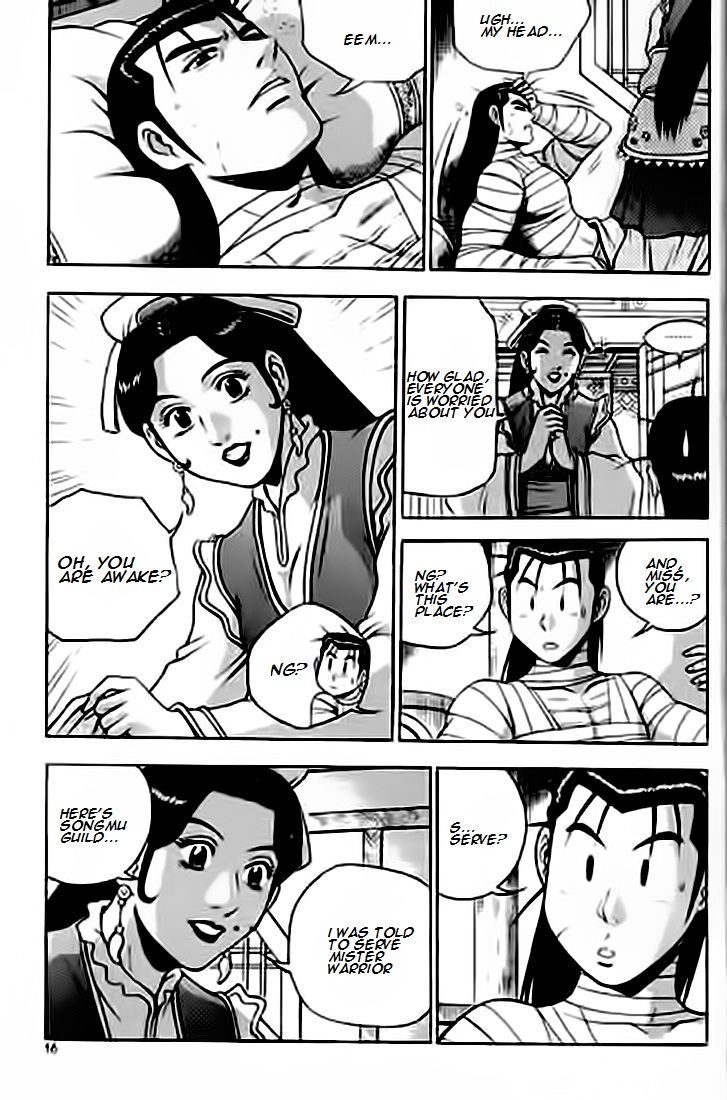 EEM...
UGH...
MY HEAD...
OH, YOU
ARE AWAKE?
NG?
HOW GLAD,
EVERYONE
IS WORRIED
ABOUT YOU
............
NG?
WHAT'S
THIS
PLACE?
AND,
MISS,
YOU
ARE...?
HERE'S
SONGMU
GUILD...
I WAS TOLD
TO SERVE
MISTER
WARRIOR
S...
SERVE?
16